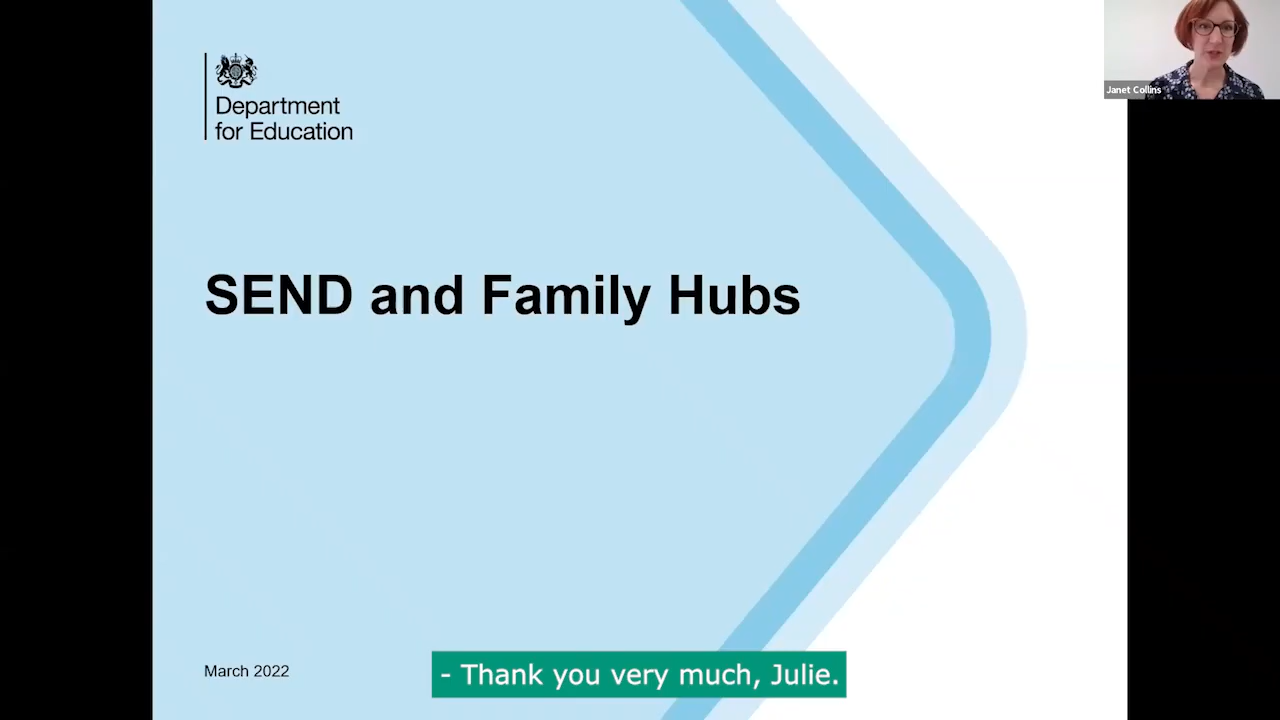 Department
for Education
Janet Collins
SEND and Family Hubs
March 2022
- Thank you very much, Julie.